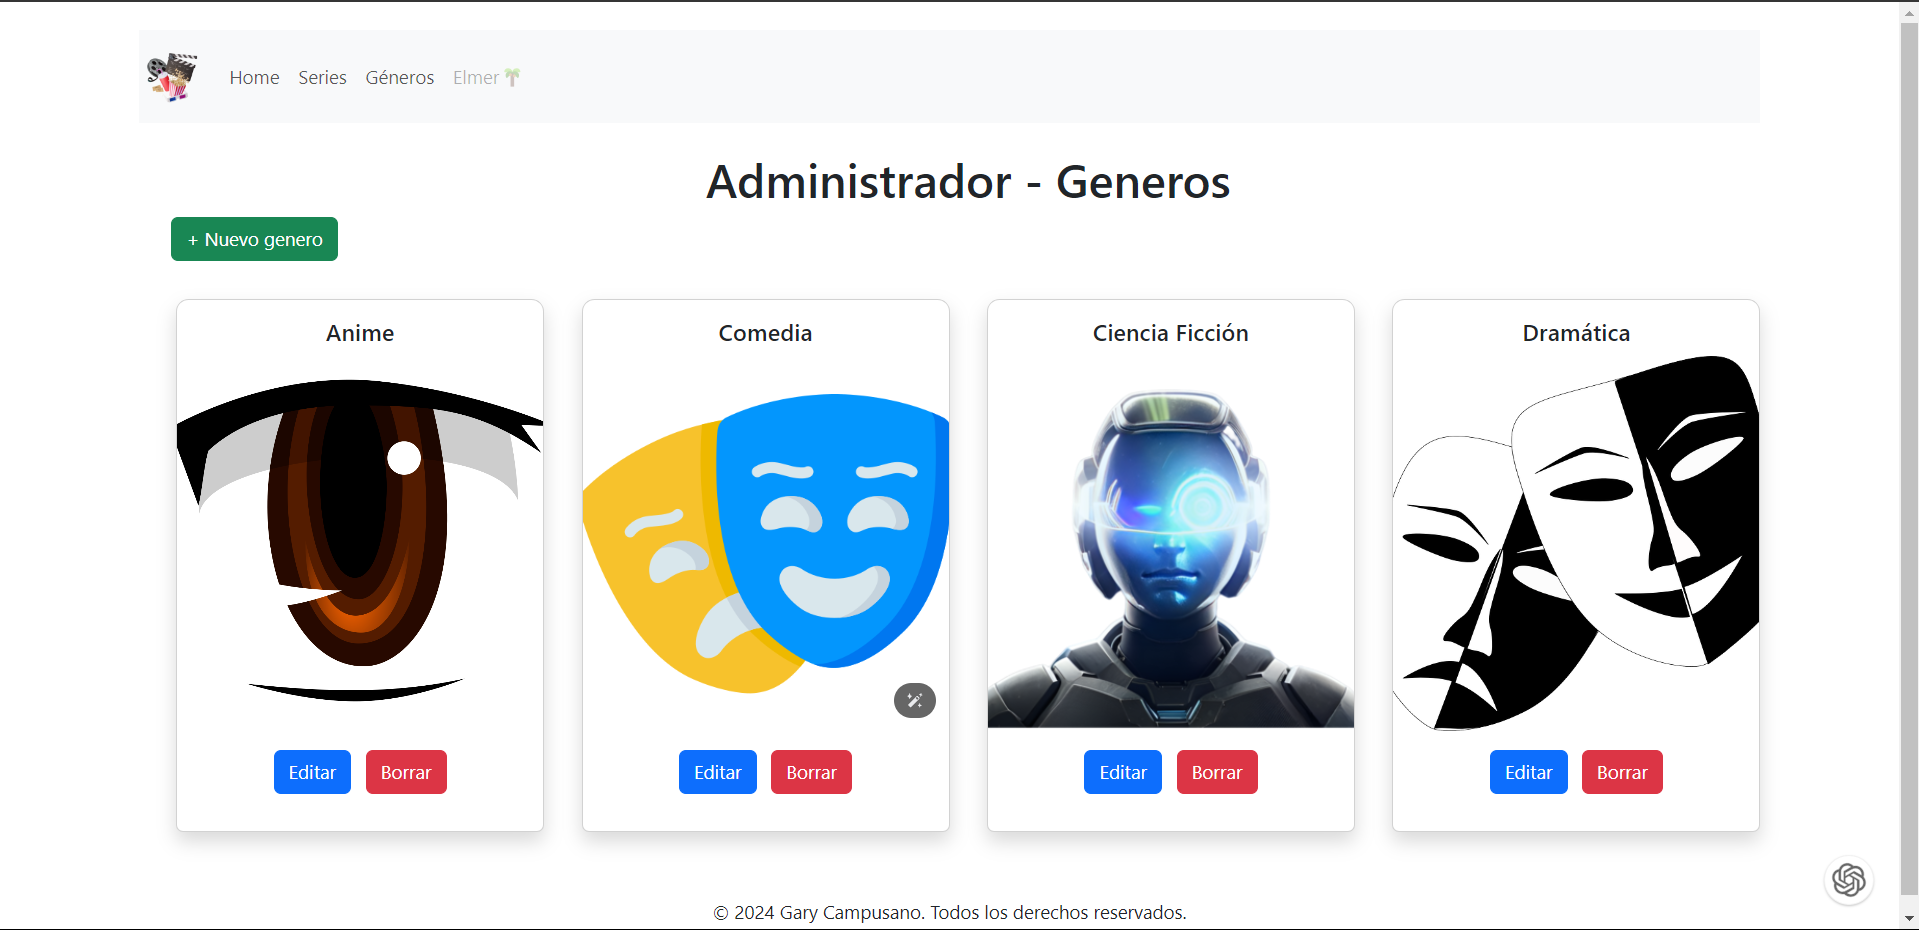 Home Series Géneros Elmer🌴
Administrador - Generos
+ Nuevo genero
Anime
Comedia
Ciencia Ficción
Dramática
Editar Borrar
Editar Borrar
Editar Borrar
Editar Borrar
© 2024 Gary Campusano. Todos los derechos reservados.